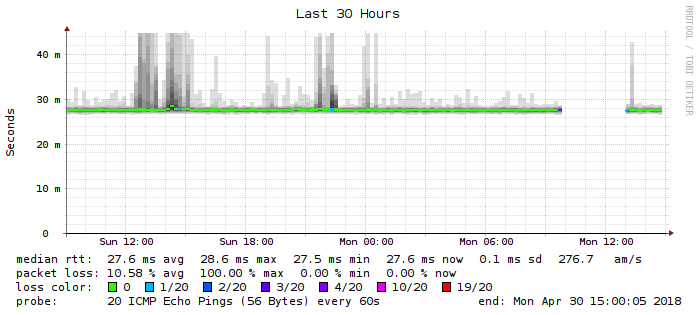 Last 30 Hours
RRDTOOL / TOBI OETIKER
Seconds
40 m
30 m
20 m
10 m
0
Sun 12:00 Sun 18:00 Mon 00:00 Mon 06:00 Mon 12:00
median rtt: 27.6 ms avg 28.6 ms max 27.5 ms min 27.6 ms now 0.1 ms sd 276.7 am/s
packet loss: 10.58 % avg 100.00 % max 0.00 % min 0.00 % now
loss color: 0 1/20 2/20 3/20 4/20 10/20 19/20
probe: 20 ICMP Echo Pings (56 Bytes) every 60s end: Mon Apr 30 15:00:05 2018